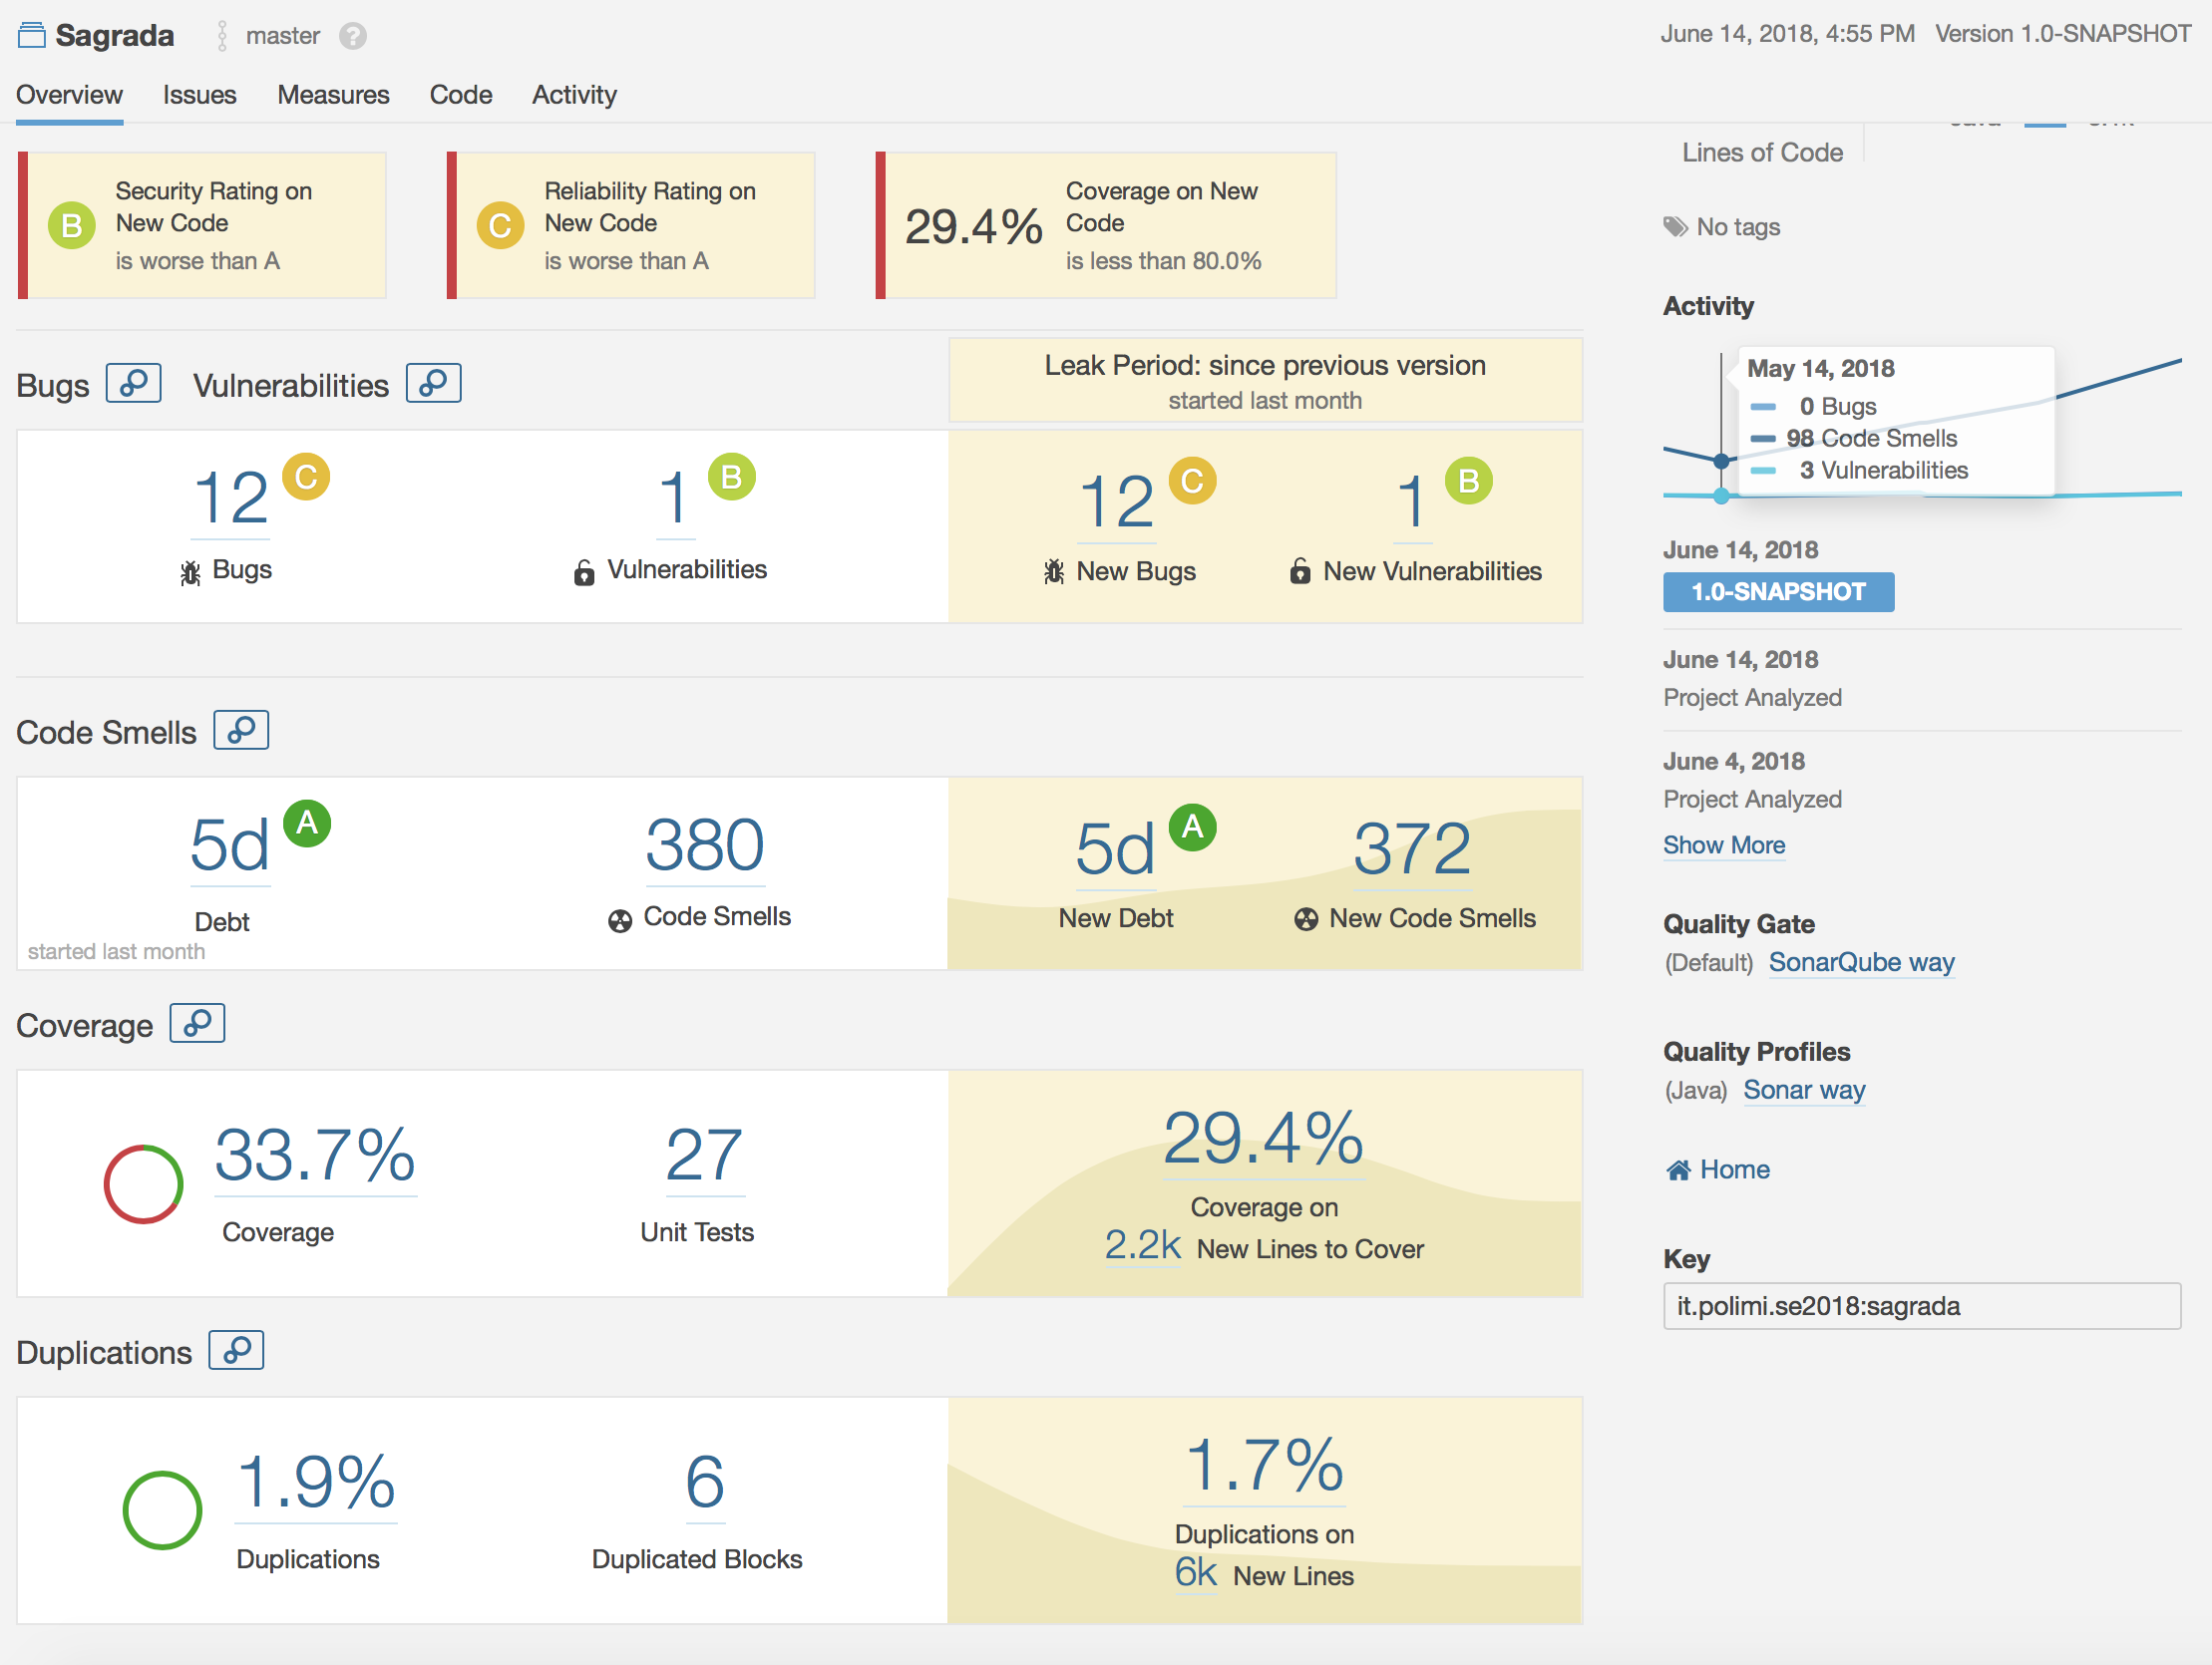 Sagrada master ?
June 14, 2018, 4:55 PM Version 1.0-SNAPSHOT
Overview Issues Measures Code Activity
B
Security Rating on
New Code
is worse than A
C
Reliability Rating on
New Code
is worse than A
29.4%
Coverage on New
Code
is less than 80.0%
Bugs Vulnerabilities
Leak Period: since previous version
started last month
12 C
Bugs
1 B
Vulnerabilities
12 C
New Bugs
1 B
New Vulnerabilities
Code Smells
5d A
Debt
started last month
380
Code Smells
5d A
New Debt
372
New Code Smells
Coverage
33.7%
Coverage
27
Unit Tests
29.4%
Coverage on
2.2k New Lines to Cover
Duplications
1.9%
Duplications
6
Duplicated Blocks
1.7%
Duplications on
6k New Lines
Lines of Code
No tags
Activity
May 14, 2018
0 Bugs
98 Code Smells
3 Vulnerabilities
June 14, 2018
1.0-SNAPSHOT
June 14, 2018
Project Analyzed
June 4, 2018
Project Analyzed
Show More
Quality Gate
(Default) SonarQube way
Quality Profiles
(Java) Sonar way
Home
Key
it.polimi.se2018:sagrada